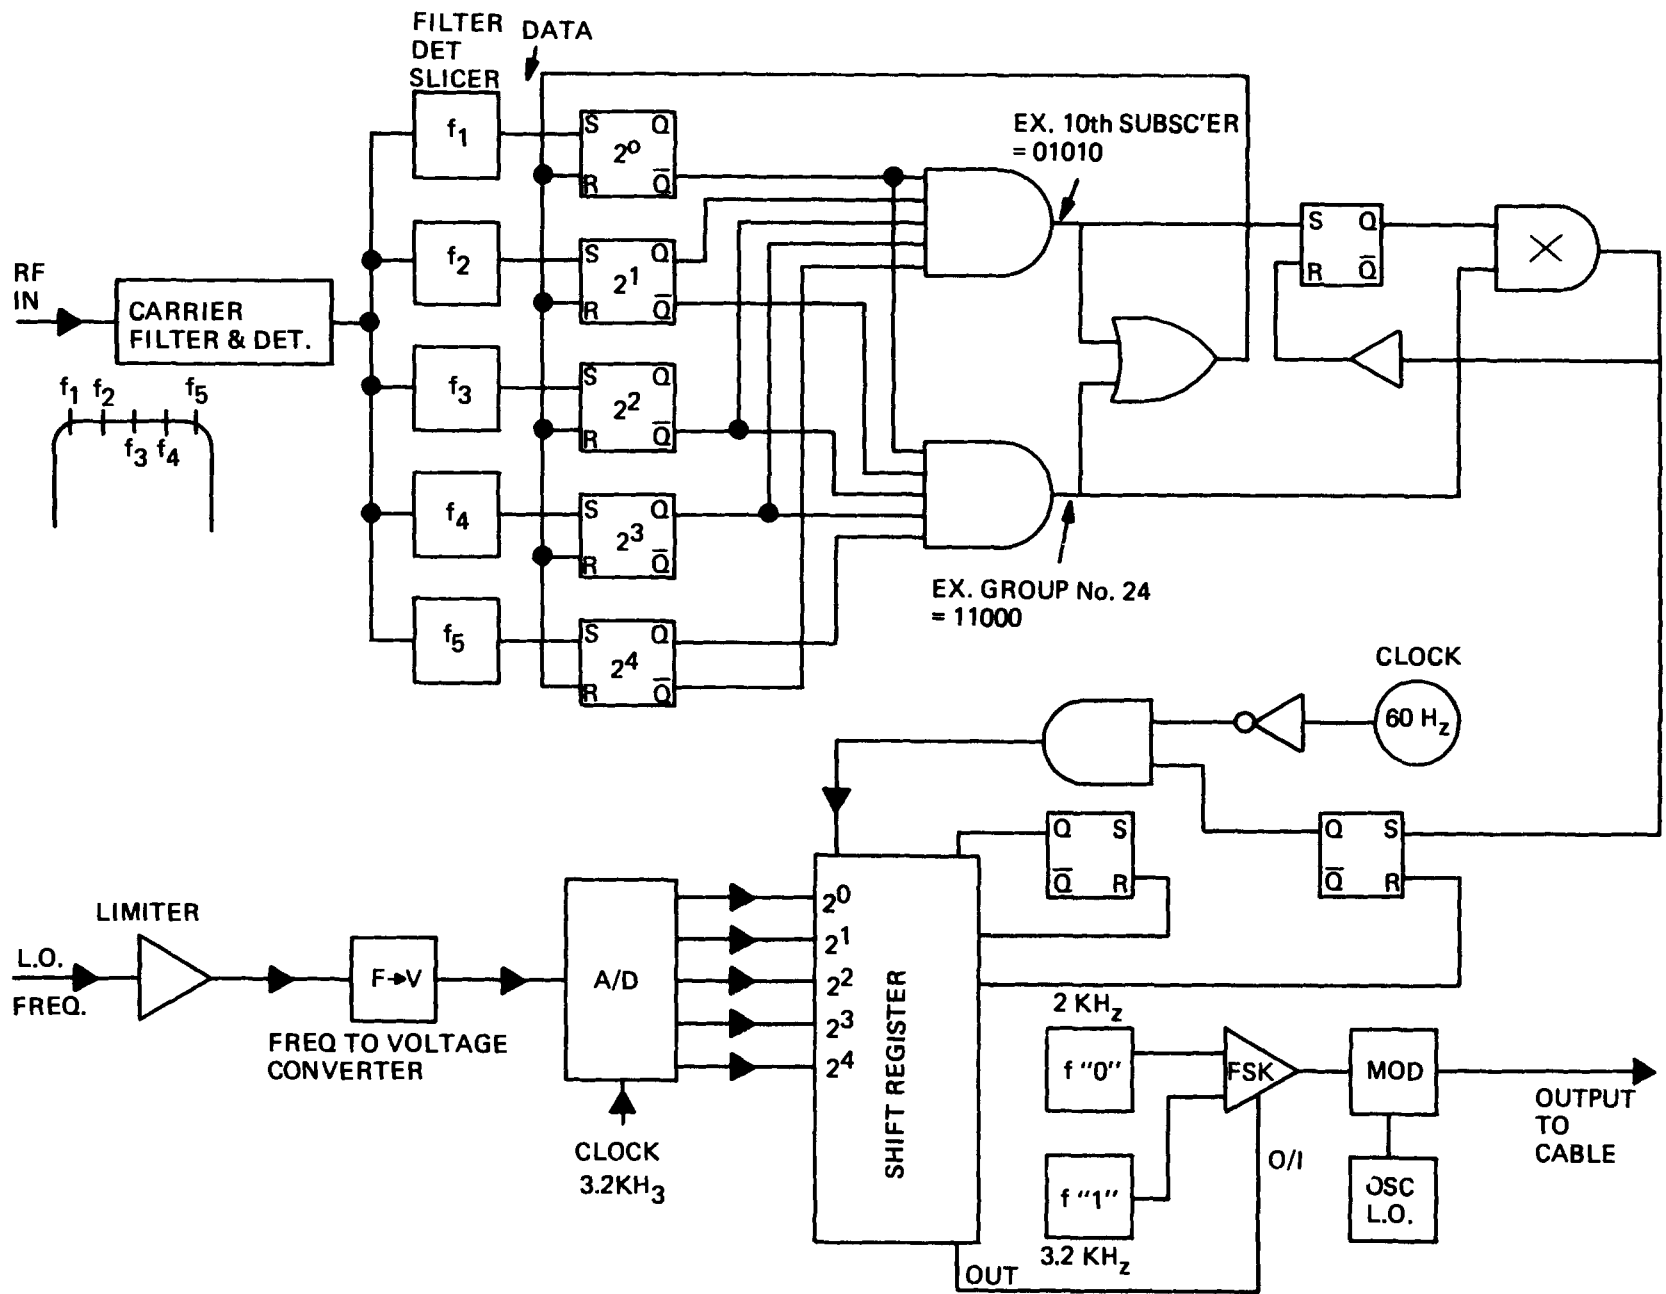 FILTER
DET
SLICER
DATA
f1
S Q
2⁰
R Q̅
EX. 10th SUBSC'ER
= 01010
f2
S Q
2¹
R Q̅
S Q
R Q̅
X
RF
IN
CARRIER
FILTER & DET.
f1 f2 f5
f3 f4
f3
S Q
2²
R Q̅
f4
S Q
2³
R Q̅
EX. GROUP No. 24
= 11000
f5
S Q
2⁴
R Q̅
CLOCK
60 Hz
Q S
Q̅ R
Q S
Q̅ R
LIMITER
L.O.
FREQ.
F→V
FREQ TO VOLTAGE
CONVERTER
A/D
CLOCK
3.2KH3
2⁰
2¹
2²
2³
2⁴
SHIFT REGISTER
2 KHz
f "0"
FSK
MOD
OUTPUT
TO
CABLE
f "1"
3.2 KHz
O/I
OSC
L.O.
OUT